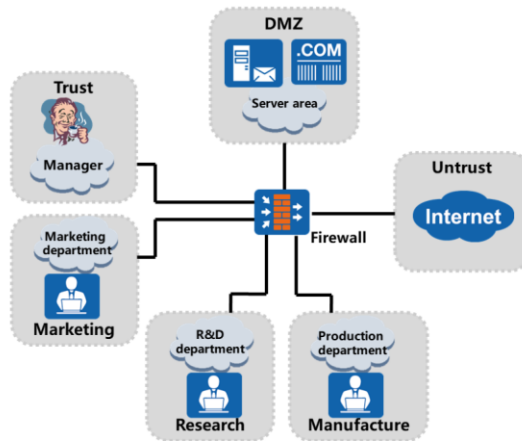 DMZ
.COM
Server area
Trust
Manager
Untrust
Internet
Firewall
Marketing
department
Marketing
R&D
department
Research
Production
department
Manufacture